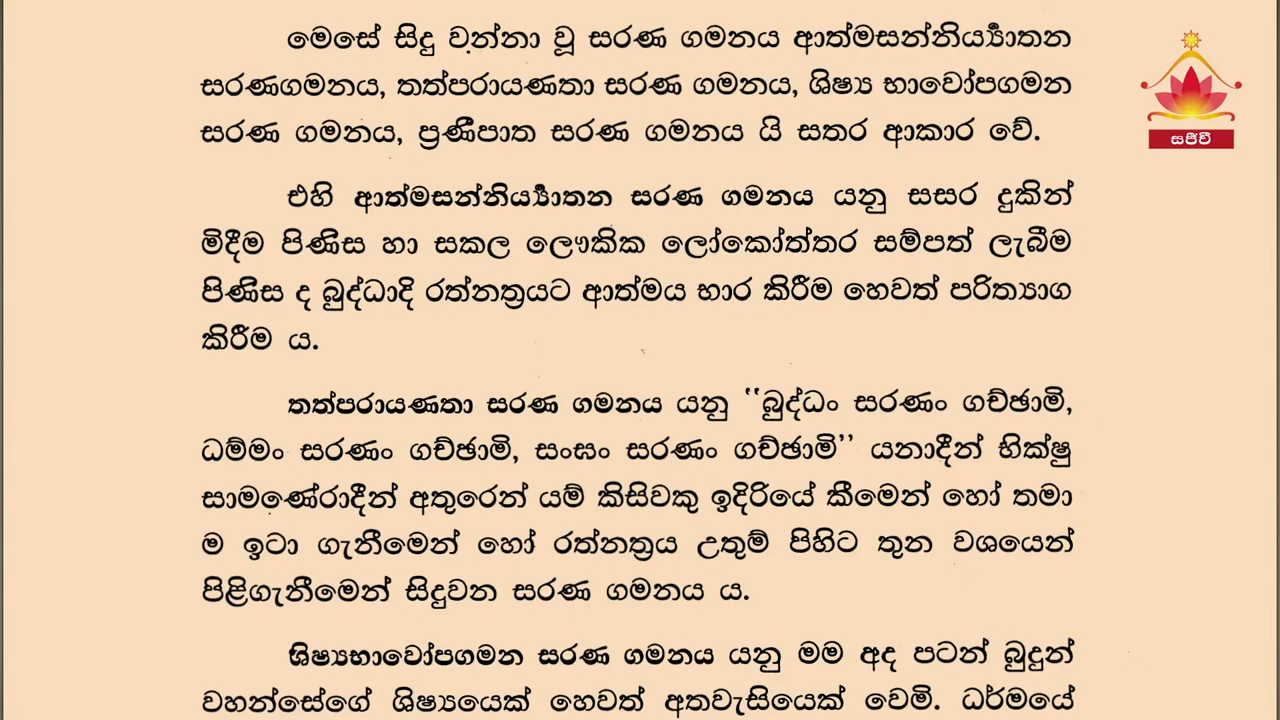 මෙසේ සිදු වන්නා වූ සරණ ගමනය ආත්මසන්නිය්‍යාතන
සරණගමනය, තත්පරායණතා සරණ ගමනය, ශිෂ්‍ය භාවෝපගමන
සරණ ගමනය, ප්‍රණීපාත සරණ ගමනය යි සතර ආකාර වේ.
එහි ආත්මසන්නිය්‍යාතන සරණ ගමනය යනු සසර දුකින්
මිදීම පිණිස හා සකල ලෞකික ලෝකෝත්තර සම්පත් ලැබීම
පිණිස ද බුද්ධාදි රත්නත්‍රයට ආත්මය භාර කිරීම හෙවත් පරිත්‍යාග
කිරීම ය.
තත්පරායණතා සරණ ගමනය යනු "බුද්ධං සරණං ගච්ඡාමි,
ධම්මං සරණං ගච්ඡාමි, සංඝං සරණං ගච්ඡාමි" යනාදීන් භික්ෂු
සාමණේරාදීන් අතුරෙන් යම් කිසිවකු ඉදිරියේ කීමෙන් හෝ තමා
ම ඉටා ගැනීමෙන් හෝ රත්නත්‍රය උතුම් පිහිට තුන වශයෙන්
පිළිගැනීමෙන් සිදුවන සරණ ගමනය ය.
ශිෂ්‍යභාවෝපගමන සරණ ගමනය යනු මම අද පටන් බුදුන්
වහන්සේගේ ශිෂ්‍යයෙක් හෙවත් අතවැසියෙක් වෙමි. ධර්මයේ
සජීවී